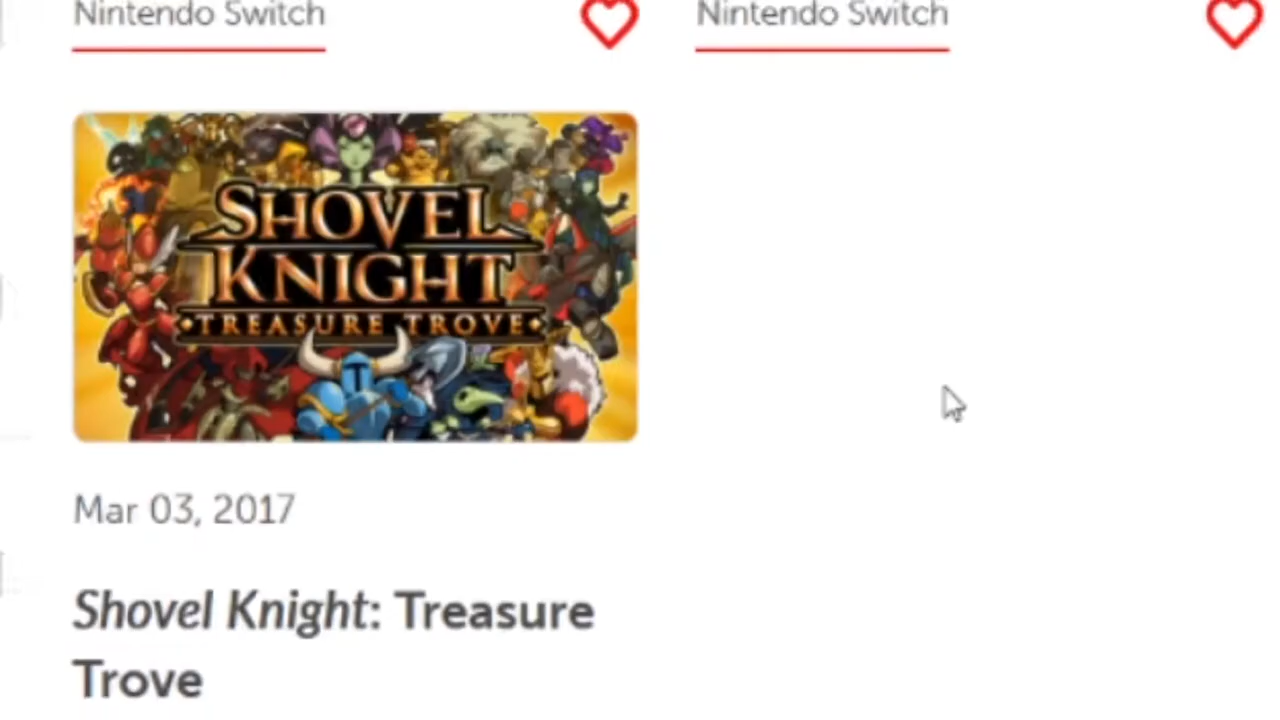 Nintendo Switch Nintendo Switch
SHOVEL
KNIGHT
TREASURE TROVE
Mar 03, 2017
Shovel Knight: Treasure
Trove